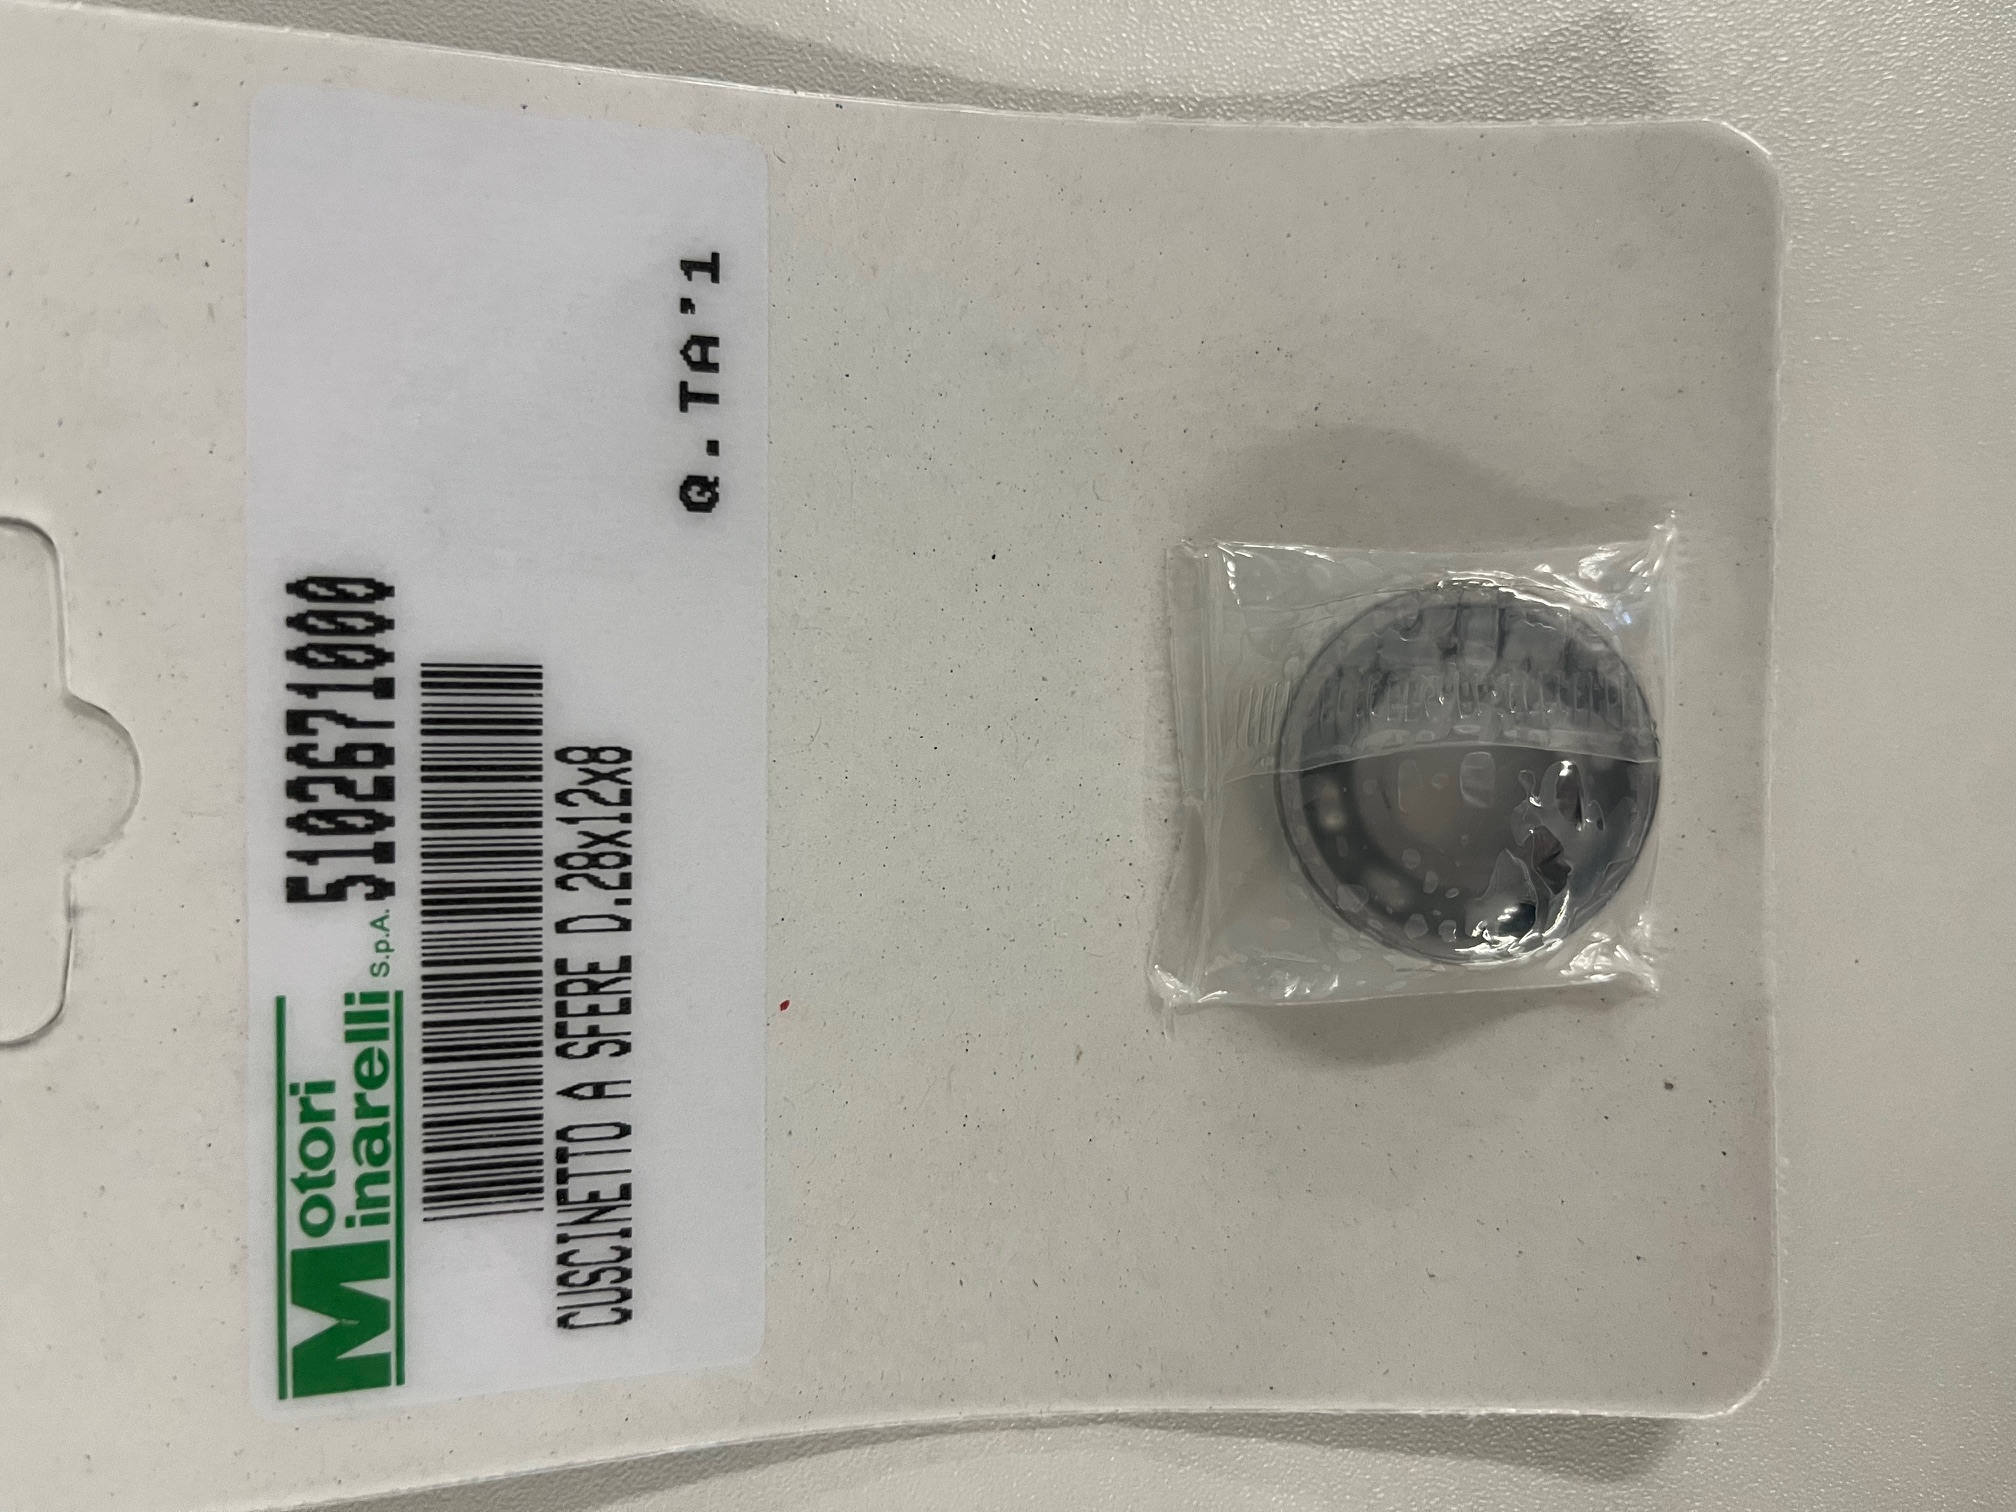 Motori
Minarelli S.p.A.
5102671000
CUSCINETTO A SFERE D.28x12x8
Q.TA'1